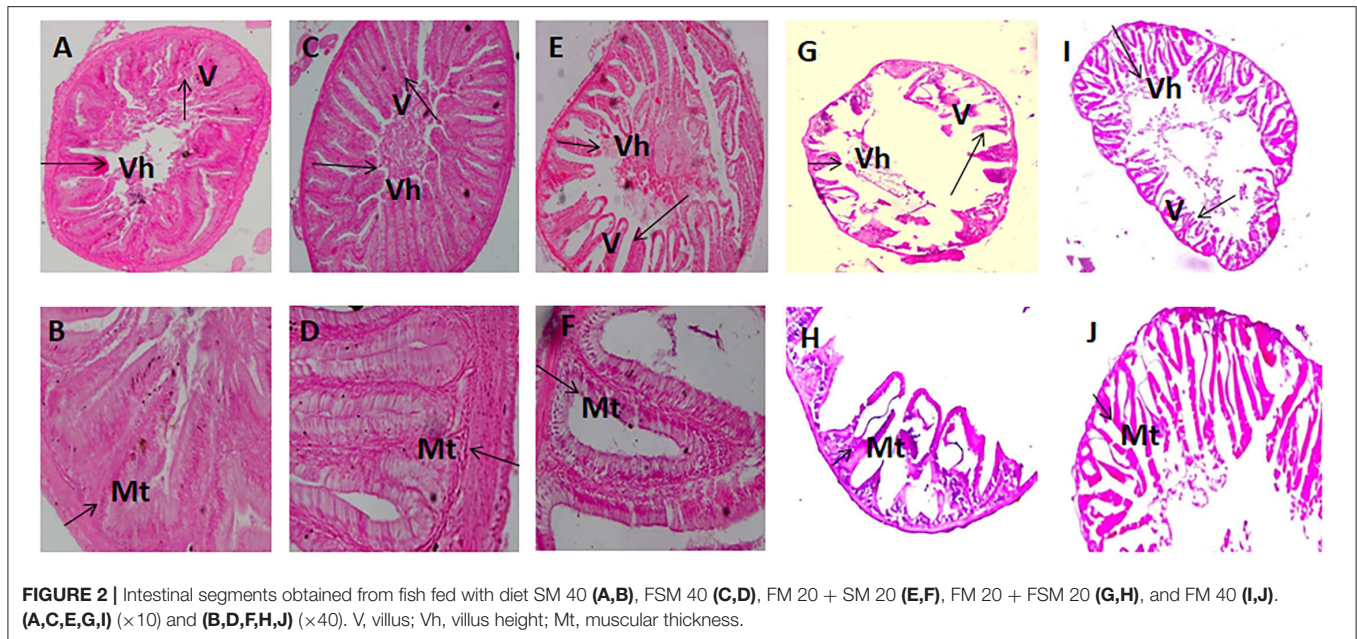 A
V
Vh
C
V
Vh
E
Vh
V
G
V
Vh
I
Vh
V
B
Mt
D
Mt
F
Mt
H
Mt
J
Mt
FIGURE 2 | Intestinal segments obtained from fish fed with diet SM 40 (A,B), FSM 40 (C,D), FM 20 + SM 20 (E,F), FM 20 + FSM 20 (G,H), and FM 40 (I,J).
(A,C,E,G,I) (×10) and (B,D,F,H,J) (×40). V, villus; Vh, villus height; Mt, muscular thickness.